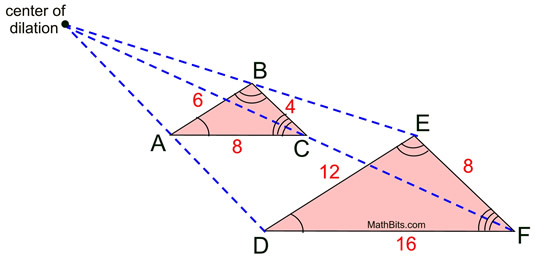 center of
dilation
B
6
4
A
8
C
E
12
8
MathBits.com
D
16
F